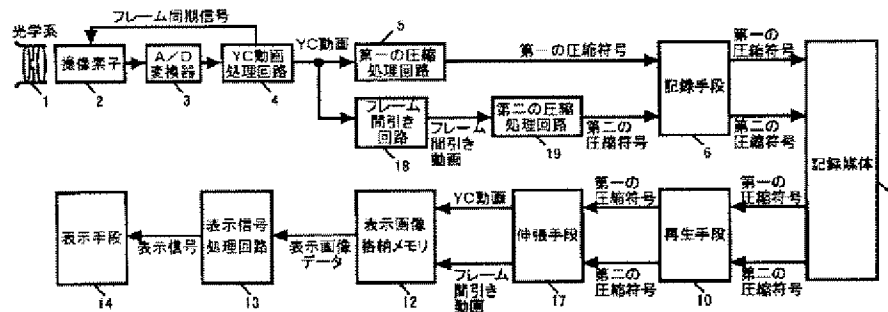 光学系
フレーム同期信号
撮像素子
A/D
変換器
YC動画
処理回路
YC動画
第一の圧縮
処理回路
第一の圧縮符号
記録手段
第一の
圧縮符号
1
2
3
4
5
フレーム
間引き
回路
フレーム
間引き
動画
第二の圧縮
処理回路
第二の
圧縮符号
第二の
圧縮符号
18
19
6
記録媒体
表示手段
表示信号
表示信号
処理回路
表示画像
データ
表示画像
格納メモリ
YC動画
フレーム
間引き
動画
伸張手段
第一の
圧縮符号
第二の
圧縮符号
再生手段
第一の
圧縮符号
第二の
圧縮符号
14
13
12
17
10